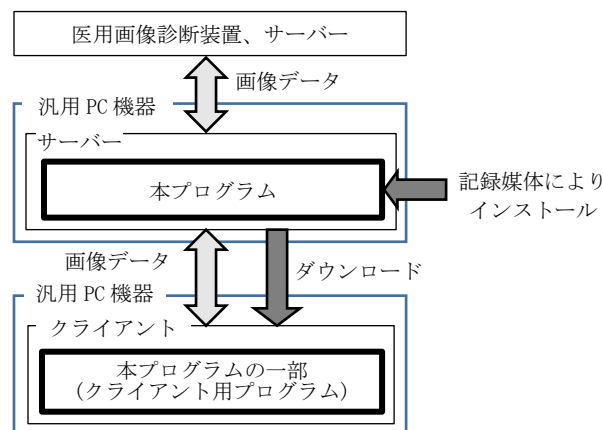 医用画像診断装置、サーバー
画像データ
汎用 PC 機器
サーバー
本プログラム
記録媒体により
インストール
画像データ
ダウンロード
汎用 PC 機器
クライアント
本プログラムの一部
(クライアント用プログラム)